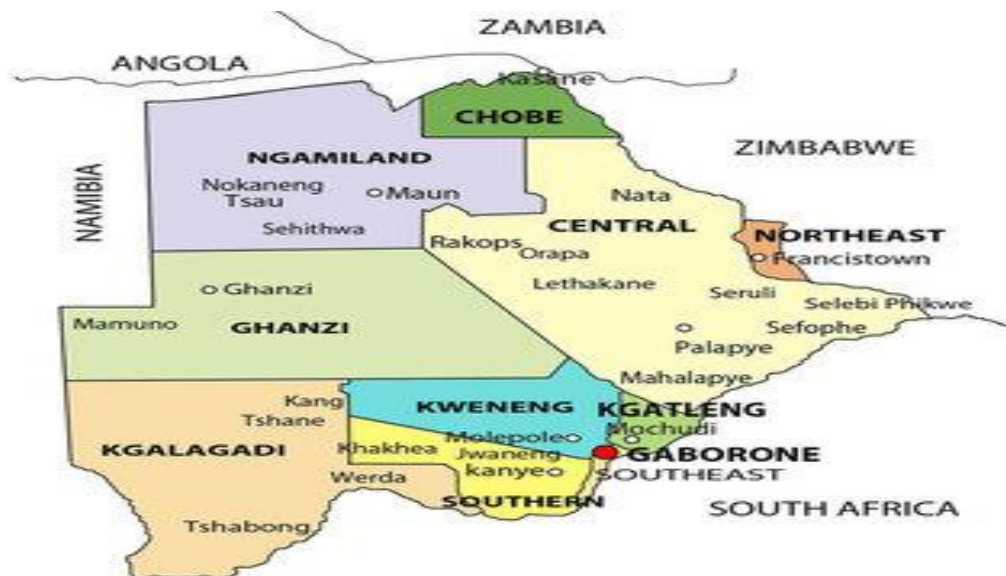 ZAMBIA
ANGOLA
Kasane
CHOBE
ZIMBABWE
NAMIBIA
NGAMILAND
Nokaneng
Tsau
Maun
Sehithwa
Nata
CENTRAL
NORTHEAST
Rakops
Orapa
Francistown
Lethakane
Seruli
Selebi Phikwe
Ghanzi
GHANZI
Mamuno
Sefophe
Palapye
Mahalapye
Kang
Tshane
KWENENG
KGATLENG
Mochudi
Molepole
KGALAGADI
Khakhea
Jwaneng
GABORONE
kanye
SOUTHEAST
Werda
SOUTHERN
SOUTH AFRICA
Tshabong